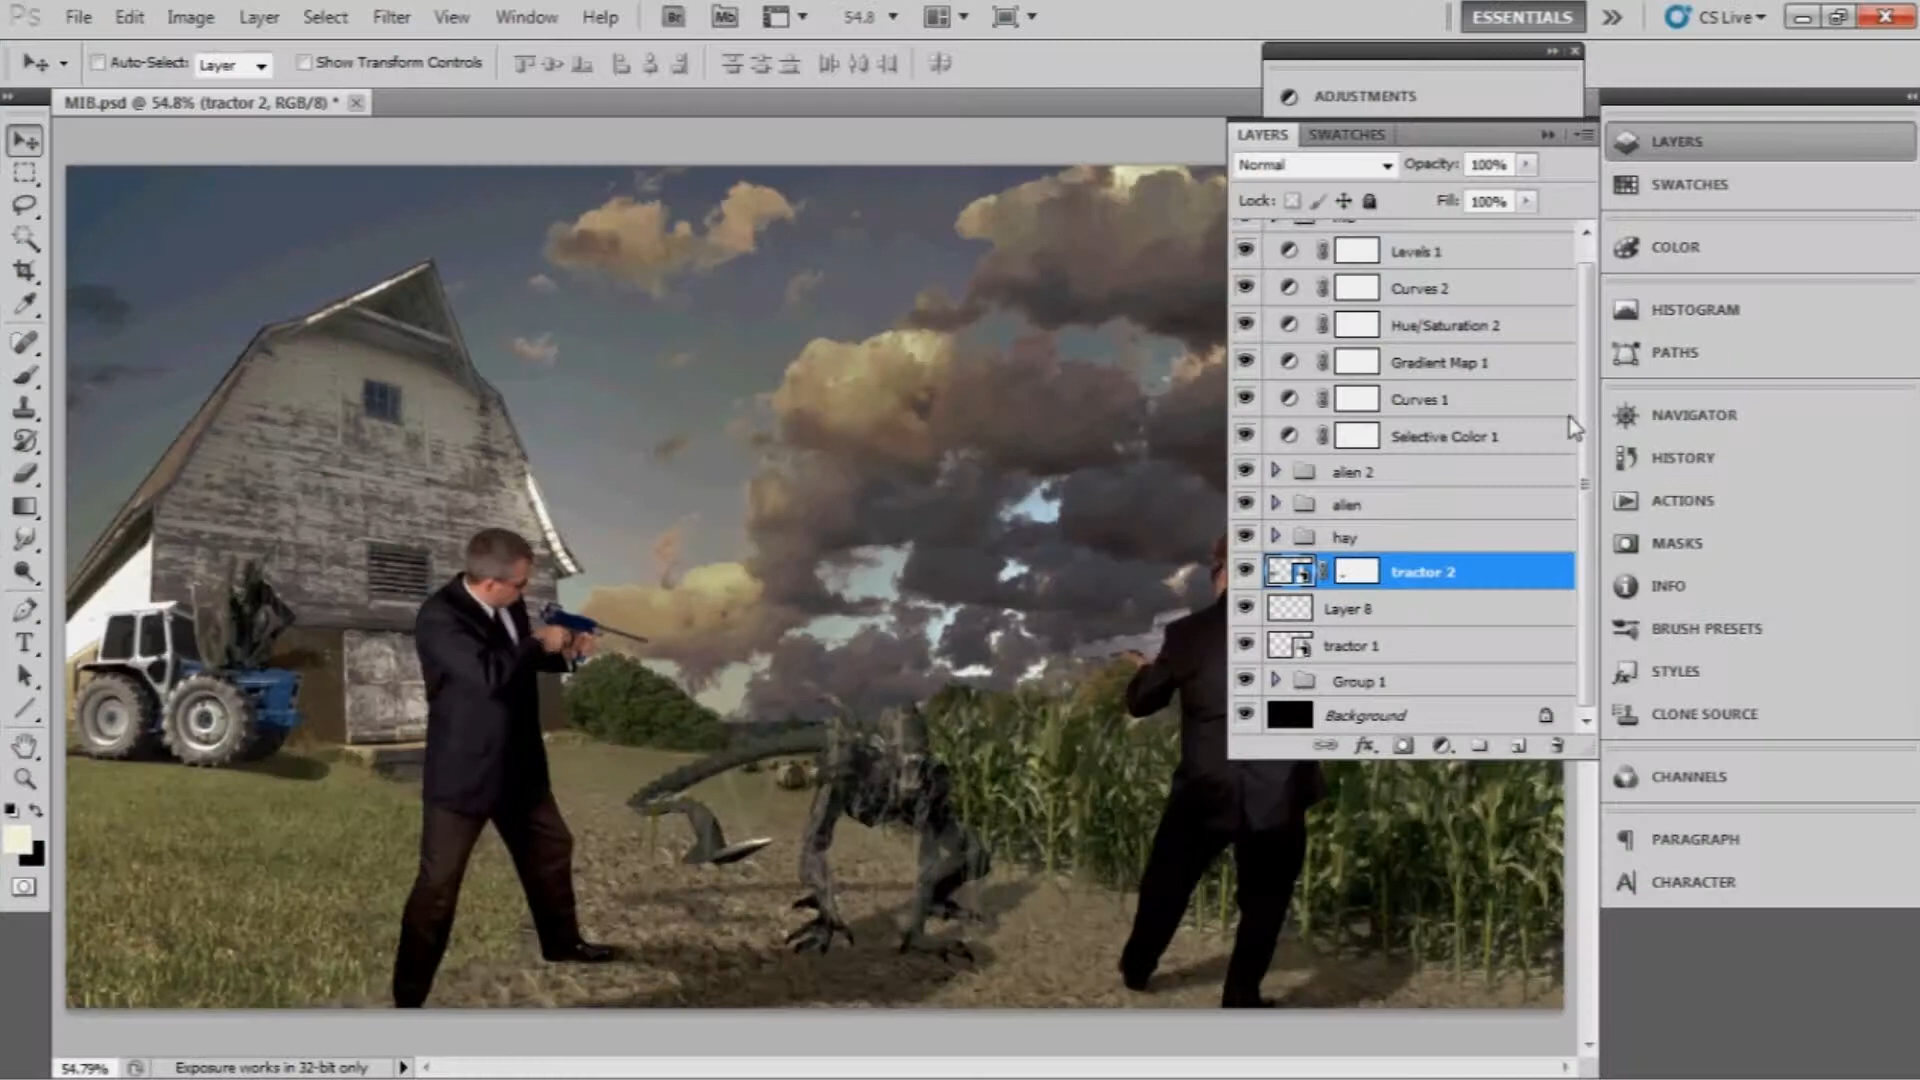 Ps File Edit Image Layer Select Filter View Window Help Br Mb 54.8 ESSENTIALS CS Live
Auto-Select: Layer Show Transform Controls
MIB.psd @ 54.8% (tractor 2, RGB/8) *
ADJUSTMENTS
LAYERS SWATCHES
Normal Opacity: 100%
Lock: Fill: 100%
Levels 1
Curves 2
Hue/Saturation 2
Gradient Map 1
Curves 1
Selective Color 1
alien 2
alien
hay
tractor 2
Layer 8
tractor 1
Group 1
Background
fx
LAYERS
SWATCHES
COLOR
HISTOGRAM
PATHS
NAVIGATOR
HISTORY
ACTIONS
MASKS
INFO
BRUSH PRESETS
STYLES
CLONE SOURCE
CHANNELS
PARAGRAPH
CHARACTER
54.79% Exposure works in 32-bit only